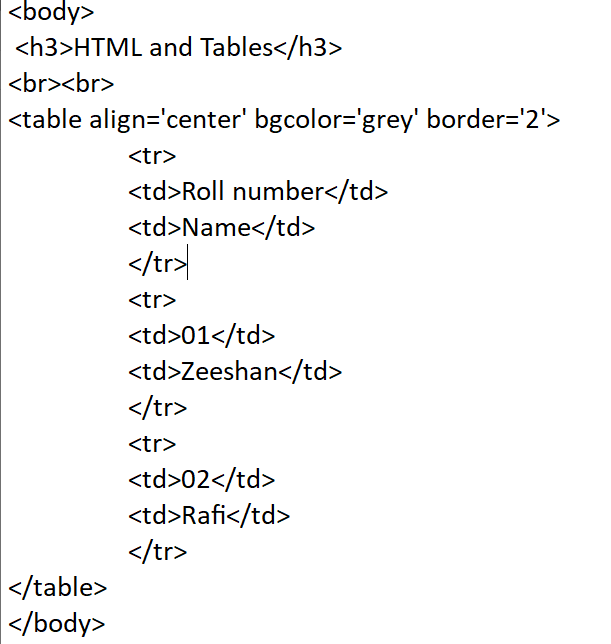 <body>
<h3>HTML and Tables</h3>
<br><br>
<table align='center' bgcolor='grey' border='2'>
<tr>
<td>Roll number</td>
<td>Name</td>
</tr>
<tr>
<td>01</td>
<td>Zeeshan</td>
</tr>
<tr>
<td>02</td>
<td>Rafi</td>
</tr>
</table>
</body>